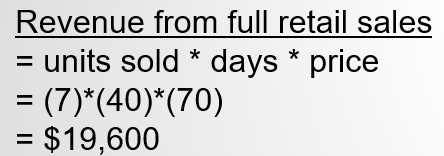 Revenue from full retail sales
= units sold * days * price
= (7)*(40)*(70)
= $19,600